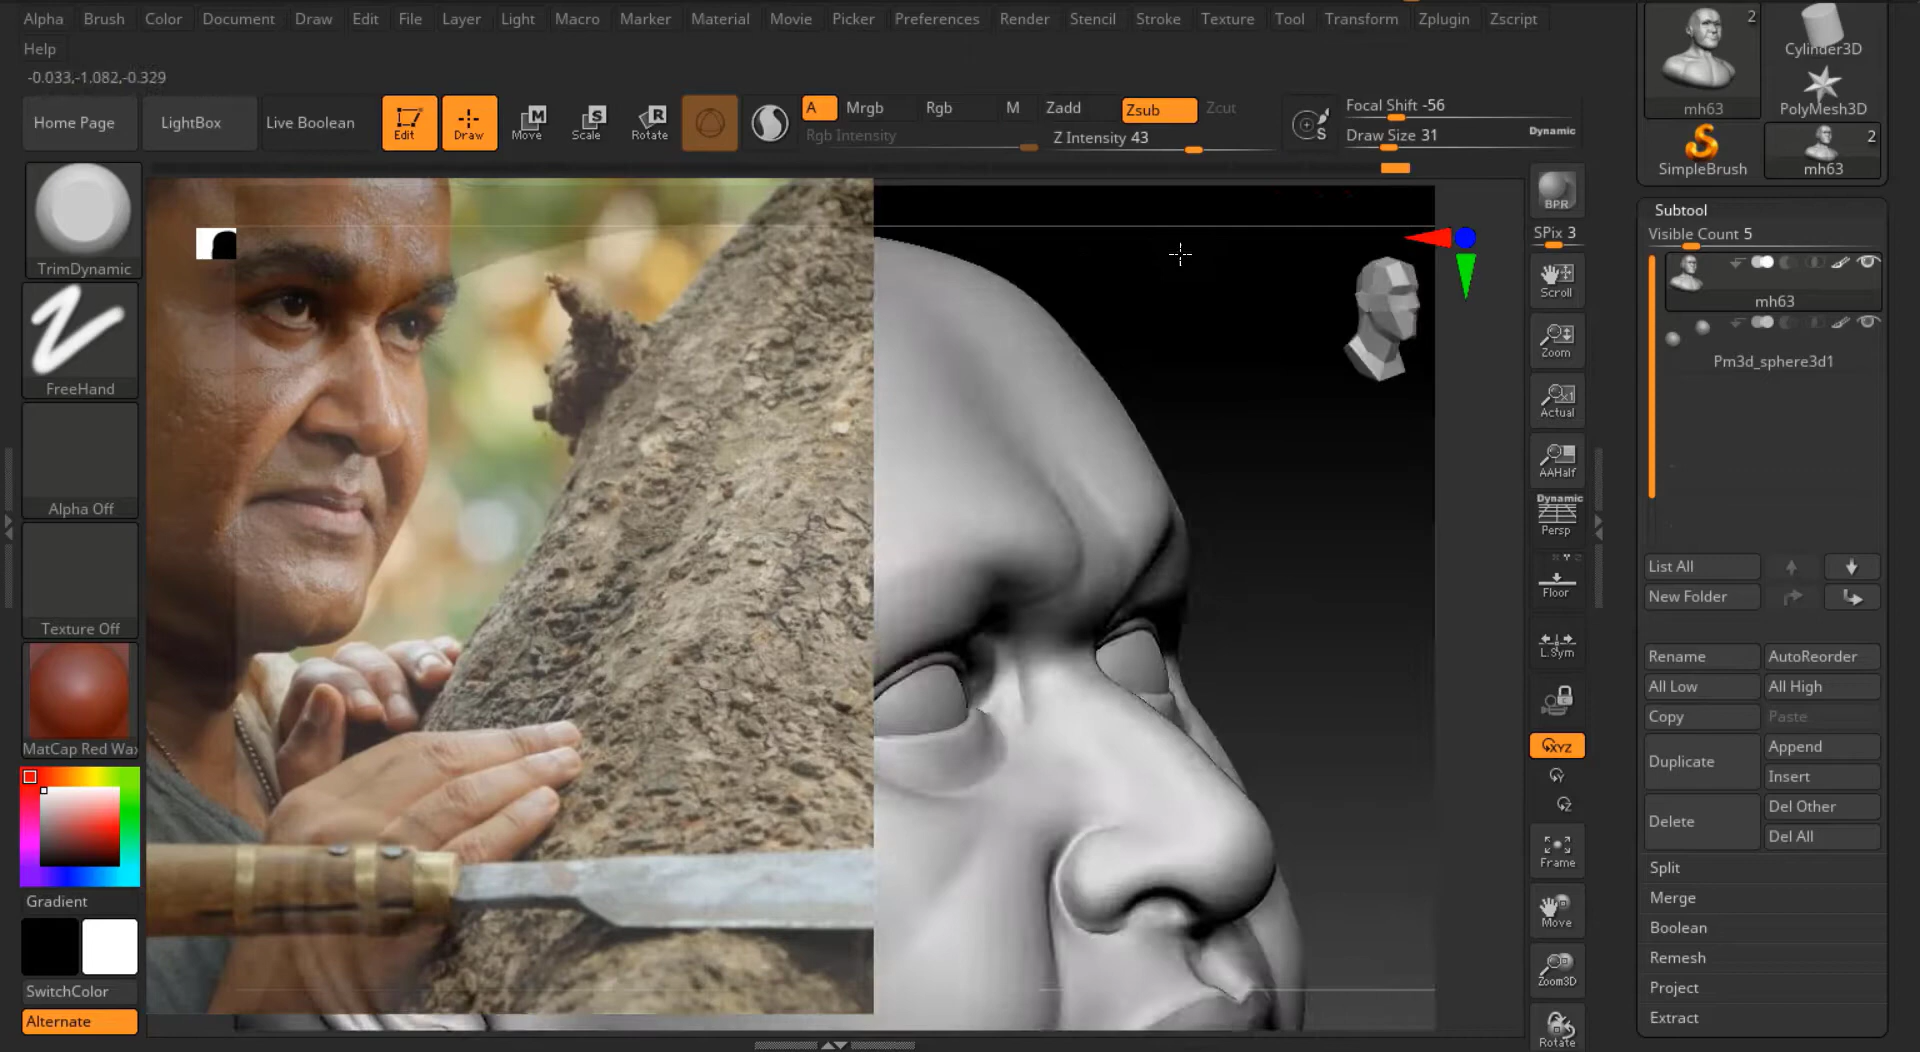 Alpha Brush Color Document Draw Edit File Layer Light Macro Marker Material Movie Picker Preferences Render Stencil Stroke Texture Tool Transform Zplugin Zscript
Help
-0.033,-1.082,-0.329
Home Page LightBox Live Boolean Edit Draw Move Scale Rotate A Mrgb Rgb M Zadd Zsub Zcut Focal Shift -56
Rgb Intensity Z Intensity 43 Draw Size 31 Dynamic
2
Cylinder3D
mh63 PolyMesh3D
2
SimpleBrush mh63
TrimDynamic
FreeHand
Alpha Off
Texture Off
MatCap Red Wax
Gradient
SwitchColor
Alternate
BPR
SPix 3
Scroll
Zoom
Actual
AAHalf
Dynamic
Persp
Floor
L.Sym
XYZ
Y
Z
Frame
Move
Zoom3D
Rotate
Subtool
Visible Count 5
mh63
Pm3d_sphere3d1
List All
New Folder
Rename AutoReorder
All Low All High
Copy Paste
Duplicate Append
Insert
Delete Del Other
Del All
Split
Merge
Boolean
Remesh
Project
Extract